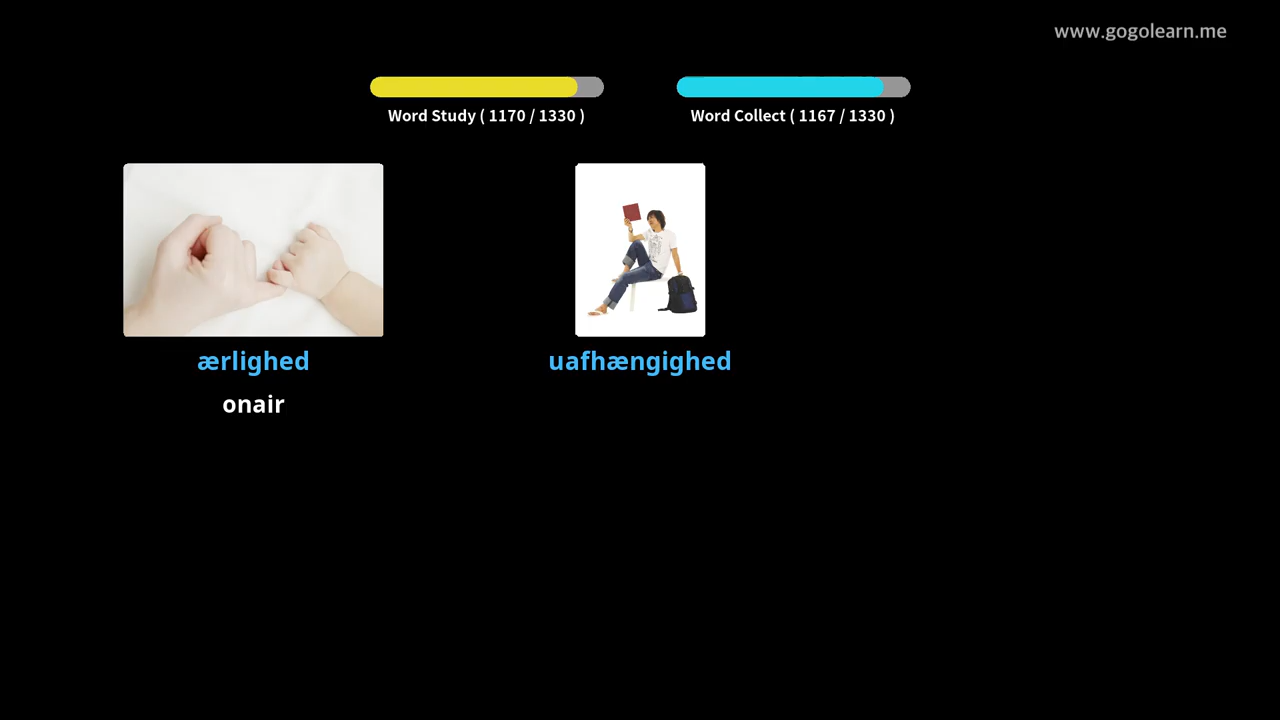 www.gogolearn.me
Word Study ( 1170 / 1330 )
Word Collect ( 1167 / 1330 )
ærlighed
uafhængighed
onair